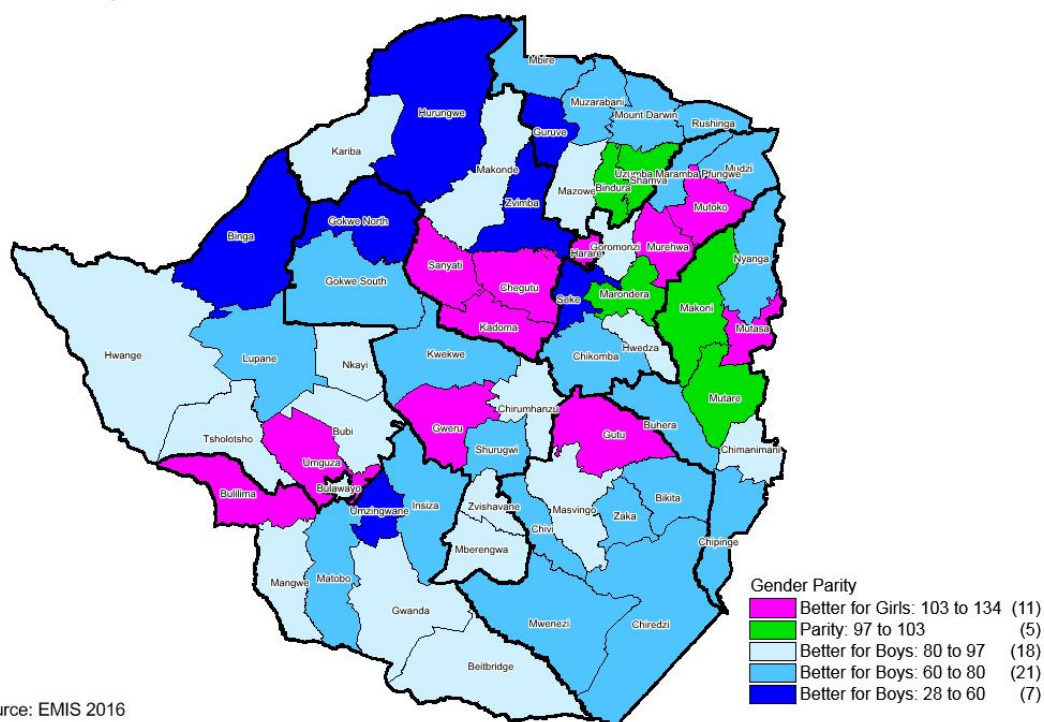 Mbire
Muzarabani
Mount Darwin
Rushinga
Hurungwe
Guruve
Kariba
Makonde
Mudzi
Uzumba Maramba Pfungwe
Shamva
Bindura
Mazowe
Zvimba
Mutoko
Binga
Gokwe North
Harare
Goromonzi
Murehwa
Nyanga
Sanyati
Chegutu
Seke
Marondera
Makoni
Gokwe South
Kadoma
Mutasa
Hwange
Lupane
Nkayi
Kwekwe
Chikomba
Hwedza
Mutare
Chirumhanzu
Tsholotsho
Bubi
Gweru
Gutu
Buhera
Shurugwi
Chimanimani
Umguza
Bulawayo
Bulilima
Umzingwane
Insiza
Zvishavane
Chivi
Masvingo
Zaka
Bikita
Mberengwa
Chipinge
Mangwe
Matobo
Gwanda
Mwenezi
Chiredzi
Beitbridge
Gender Parity
Better for Girls: 103 to 134 (11)
Parity: 97 to 103 (5)
Better for Boys: 80 to 97 (18)
Better for Boys: 60 to 80 (21)
Better for Boys: 28 to 60 (7)
urce: EMIS 2016